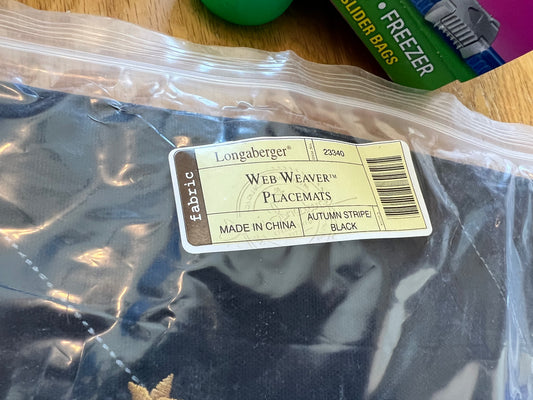 • FREEZER
SLIDER BAGS
fabric
Longaberger®
23340
WEB WEAVER™
PLACEMATS
MADE IN CHINA
AUTUMN STRIPE/
BLACK